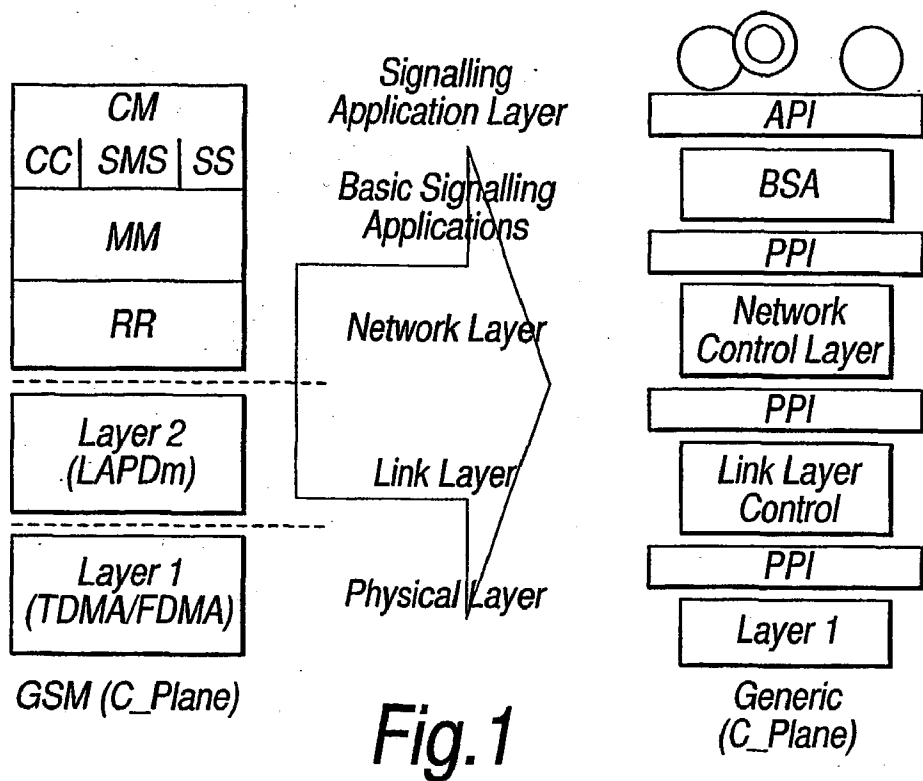 CM
CC SMS SS
MM
RR
Layer 2
(LAPDm)
Layer 1
(TDMA/FDMA)
GSM (C_Plane)
Signalling
Application Layer
Basic Signalling
Applications
Network Layer
Link Layer
Physical Layer
API
BSA
PPI
Network
Control Layer
PPI
Link Layer
Control
PPI
Layer 1
Generic
(C_Plane)
Fig.1